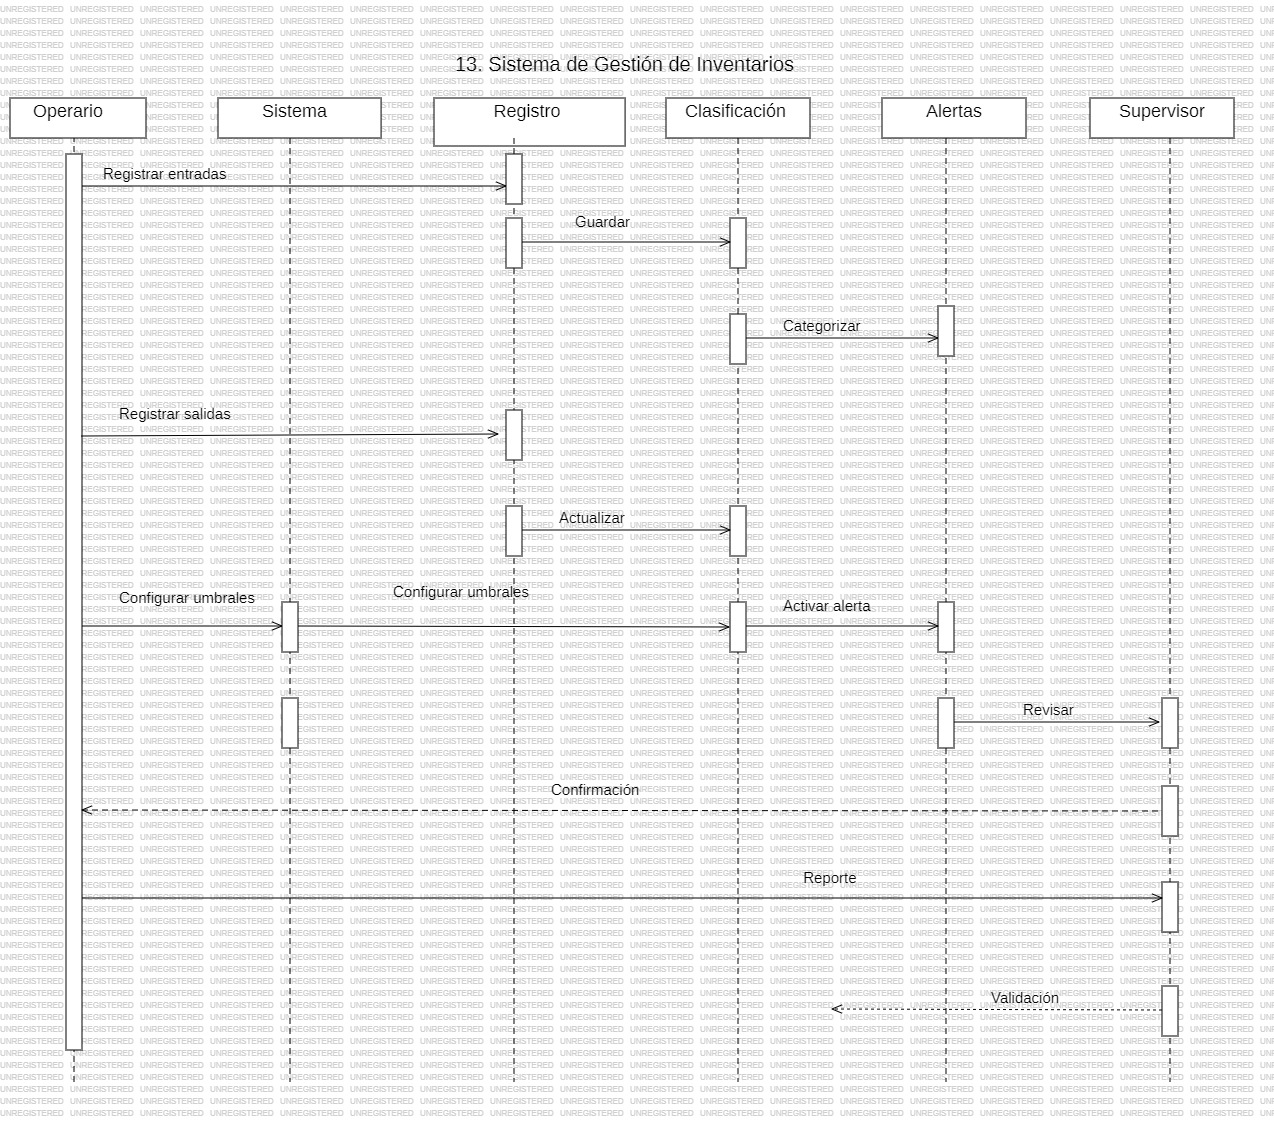 13. Sistema de Gestión de Inventarios
Operario
Sistema
Registro
Clasificación
Alertas
Supervisor
Registrar entradas
Guardar
Categorizar
Registrar salidas
Actualizar
Configurar umbrales
Configurar umbrales
Activar alerta
Revisar
Confirmación
Reporte
Validación
UNREGISTERED